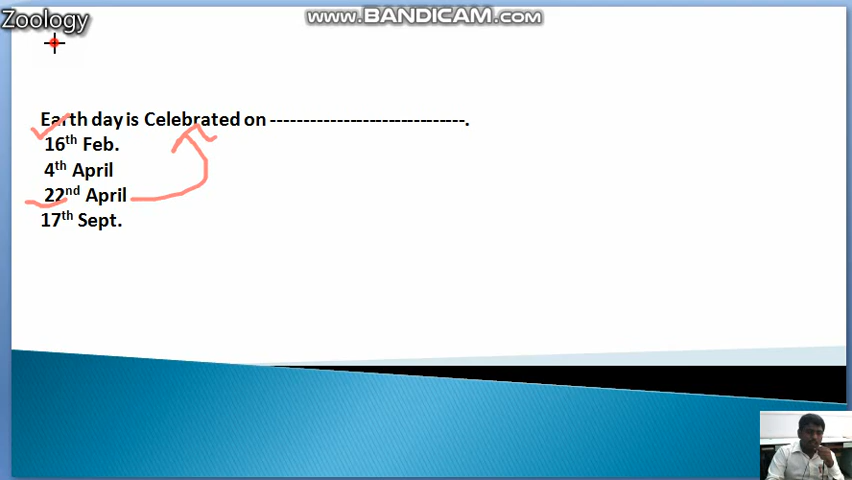 Zoology
www.BANDICAM.com
Earth day is Celebrated on ------------------------------.
16th Feb.
4th April
22nd April
17th Sept.